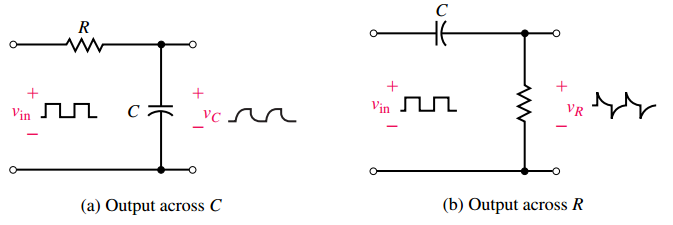 R
+
vin
−
C
+
vC
−
(a) Output across C
C
+
vin
−
+
vR
−
(b) Output across R